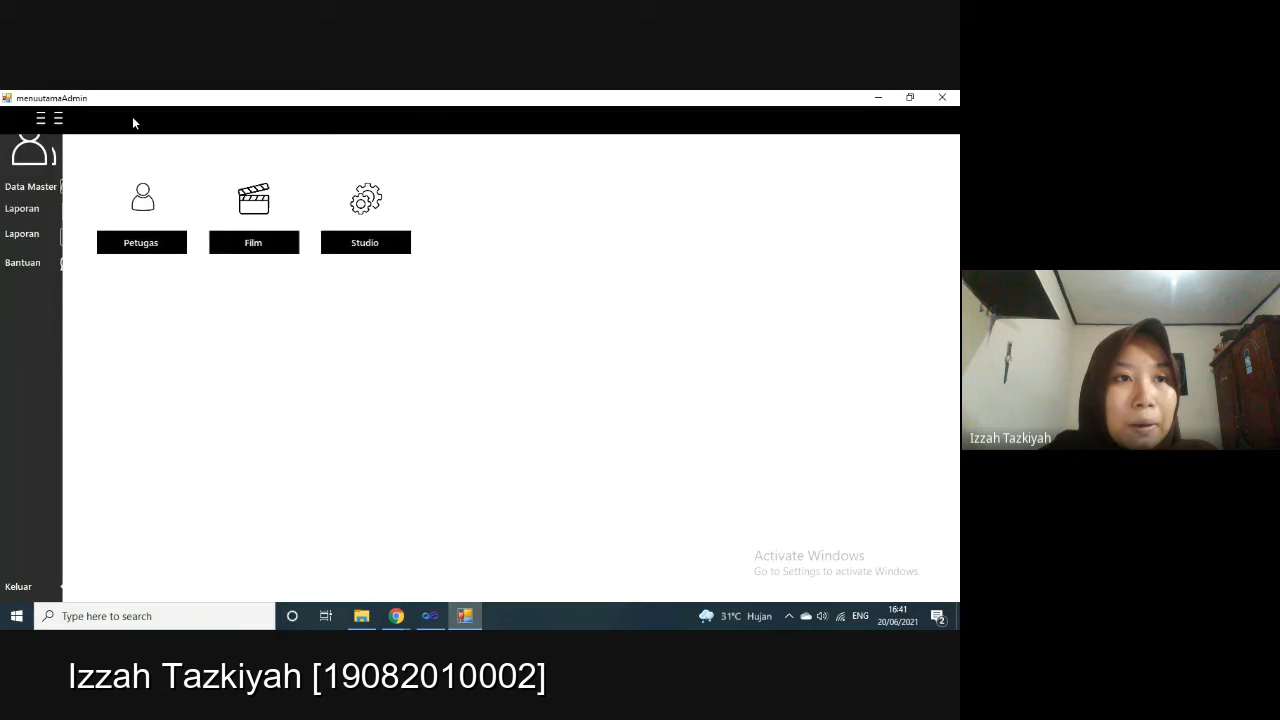 menuutamaAdmin
Data Master
Laporan
Laporan
Bantuan
Petugas
Film
Studio
Activate Windows
Go to Settings to activate Windows.
Keluar
Type here to search
31°C Hujan
ENG
16:41
20/06/2021
2
Izzah Tazkiyah
Izzah Tazkiyah [19082010002]